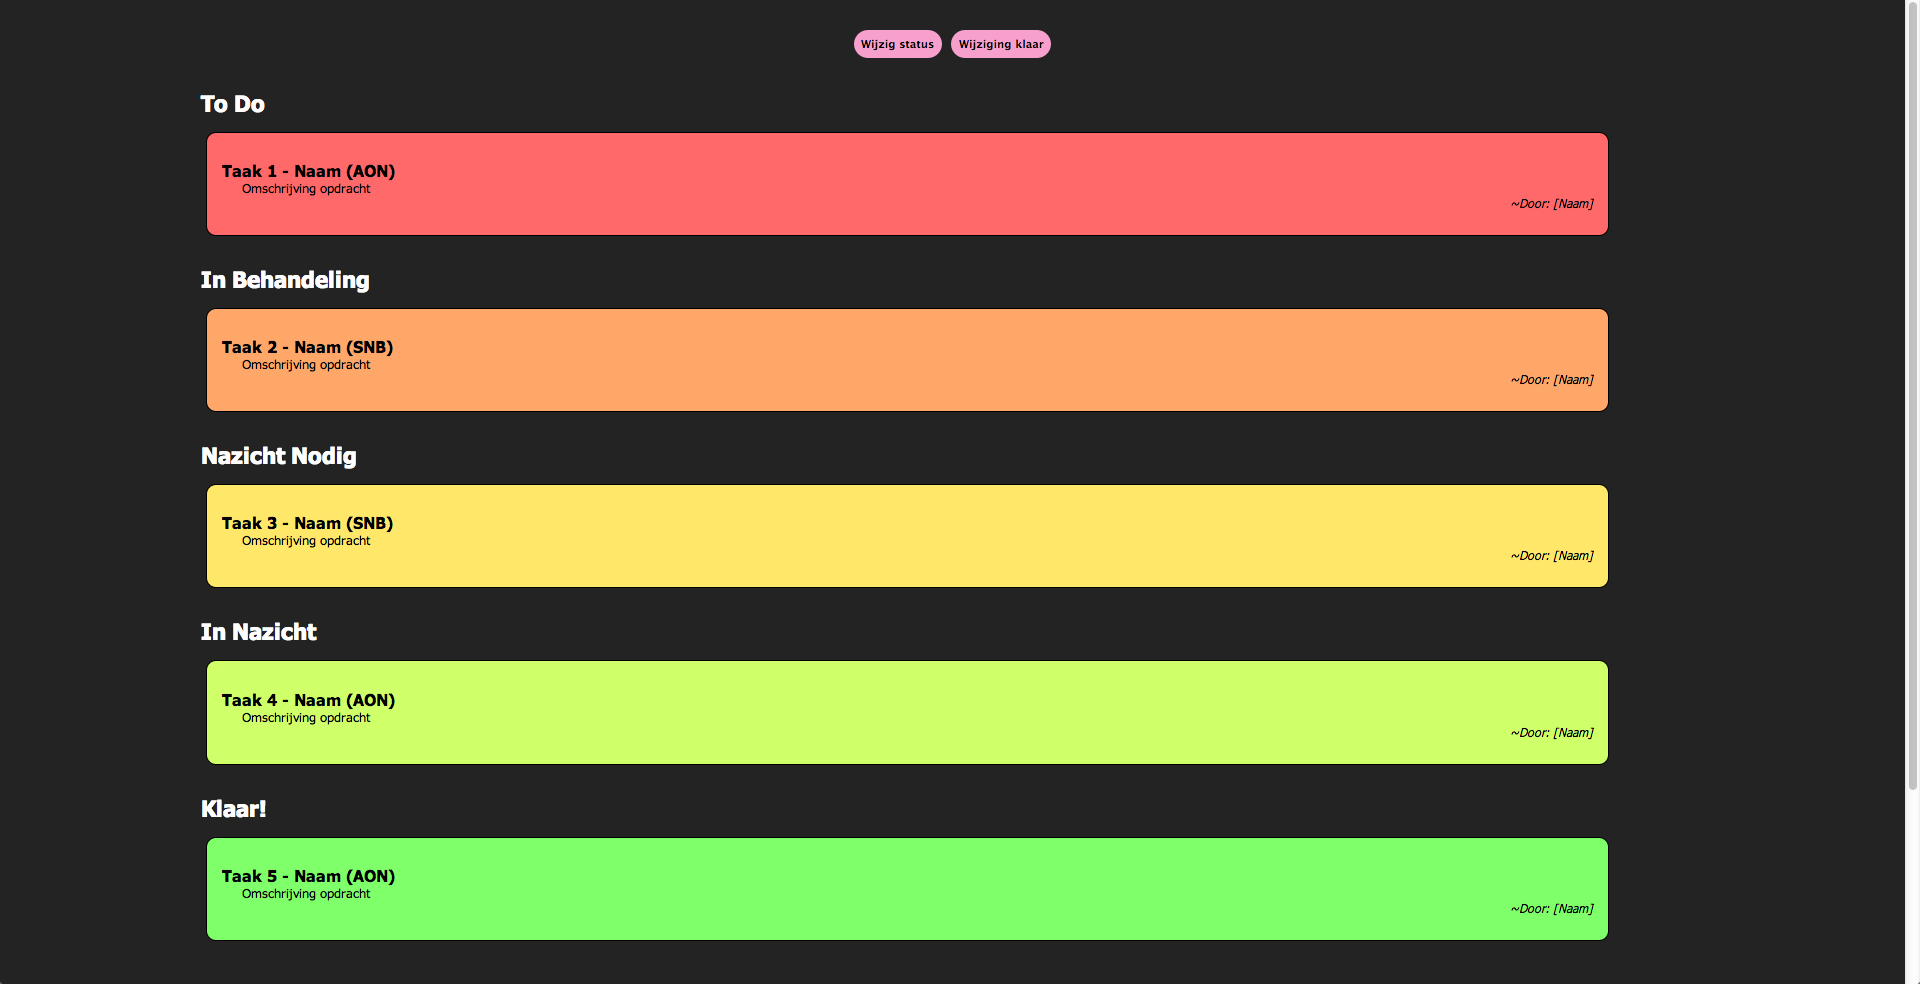 Wijzig status Wijziging klaar
To Do
Taak 1 - Naam (AON)
Omschrijving opdracht
~Door: [Naam]
In Behandeling
Taak 2 - Naam (SNB)
Omschrijving opdracht
~Door: [Naam]
Nazicht Nodig
Taak 3 - Naam (SNB)
Omschrijving opdracht
~Door: [Naam]
In Nazicht
Taak 4 - Naam (AON)
Omschrijving opdracht
~Door: [Naam]
Klaar!
Taak 5 - Naam (AON)
Omschrijving opdracht
~Door: [Naam]